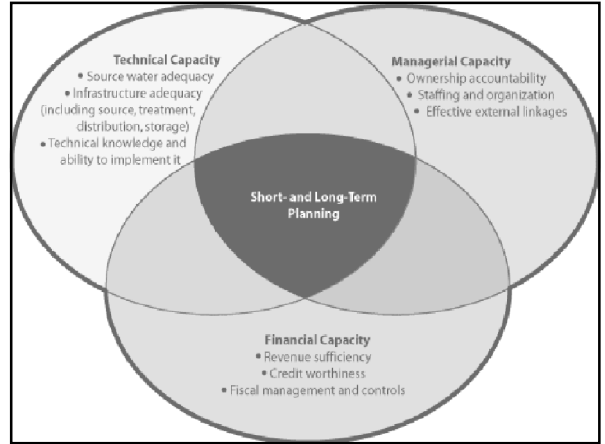 Technical Capacity
• Source water adequacy
• Infrastructure adequacy
(including source, treatment,
distribution, storage)
• Technical knowledge and
ability to implement it
Managerial Capacity
• Ownership accountability
• Staffing and organization
• Effective external linkages
Short- and Long-Term
Planning
Financial Capacity
• Revenue sufficiency
• Credit worthiness
• Fiscal management and controls